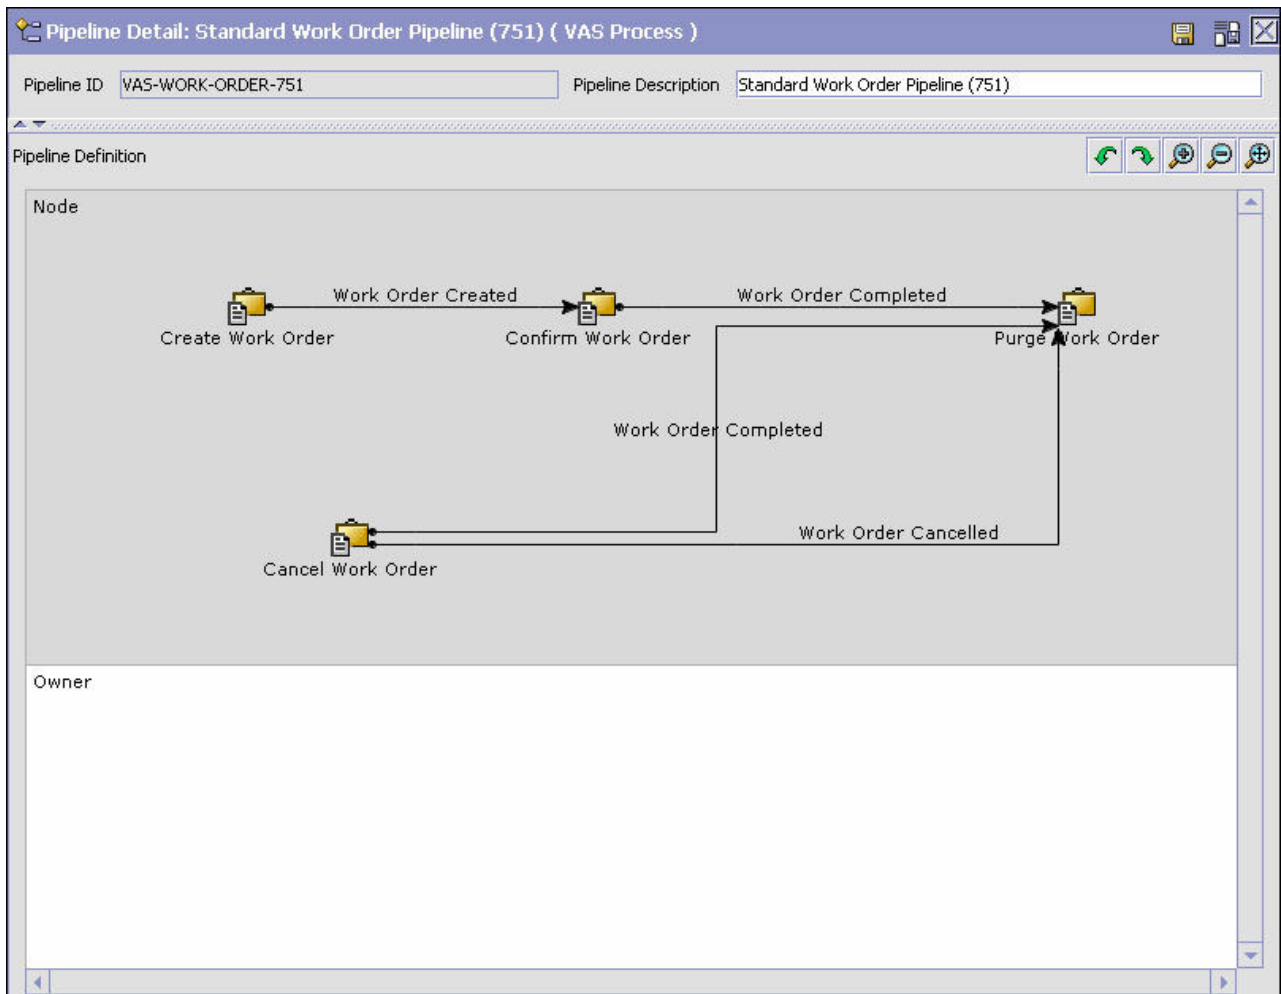 Pipeline Detail: Standard Work Order Pipeline (751) ( VAS Process )
Pipeline ID VAS-WORK-ORDER-751 Pipeline Description Standard Work Order Pipeline (751)
Pipeline Definition
Node
Work Order Created Work Order Completed
Create Work Order Confirm Work Order Purge Work Order
Work Order Completed
Work Order Cancelled
Cancel Work Order
Owner